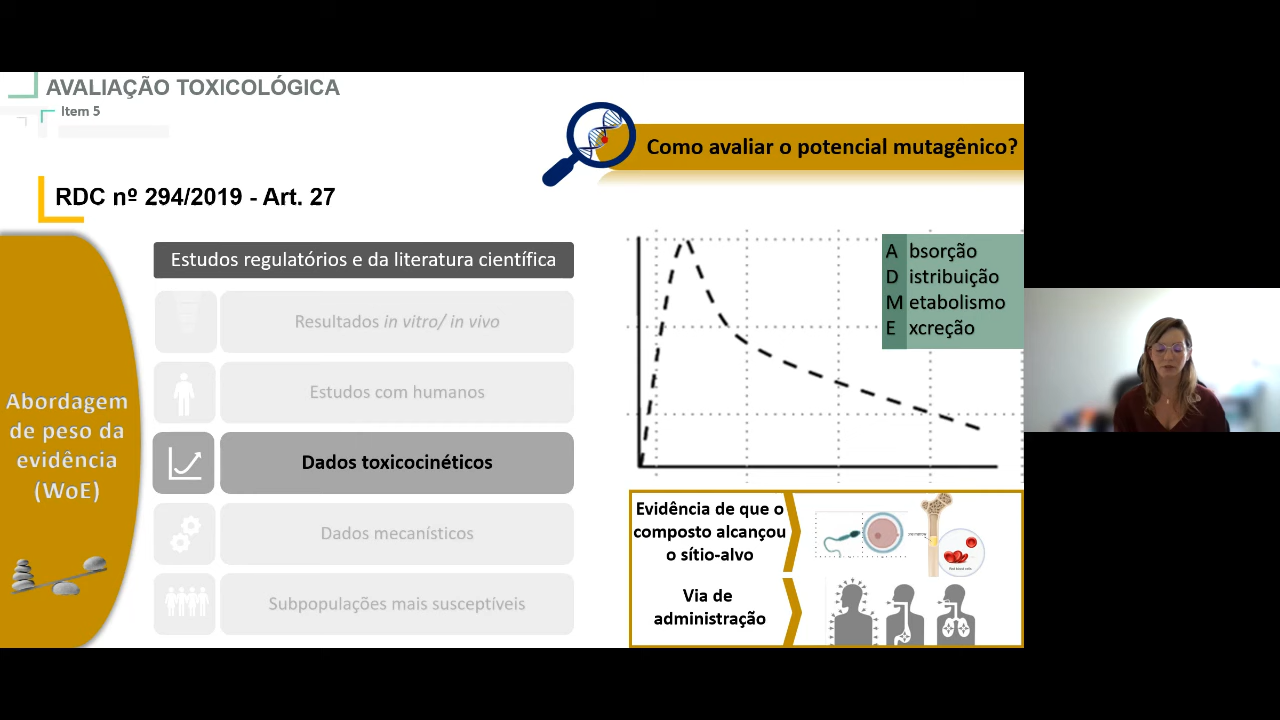 AVALIAÇÃO TOXICOLÓGICA
Item 5
Como avaliar o potencial mutagênico?
RDC nº 294/2019 - Art. 27
Abordagem
de peso da
evidência
(WoE)
Estudos regulatórios e da literatura científica
Resultados in vitro/ in vivo
Estudos com humanos
Dados toxicocinéticos
Dados mecanísticos
Subpopulações mais susceptíveis
A bsorção
D istribuição
M etabolismo
E xcreção
Evidência de que o
composto alcançou
o sítio-alvo
Via de
administração